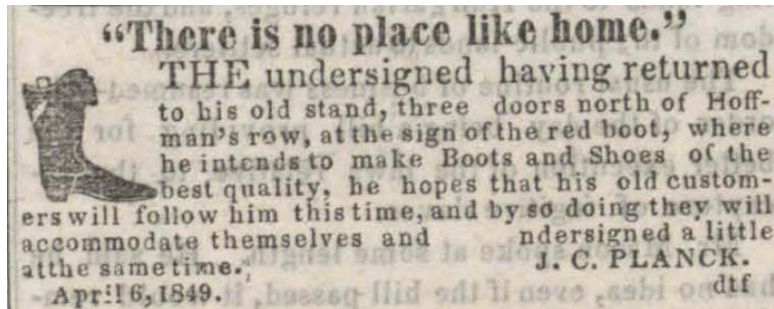 “There is no place like home.”
THE undersigned having returned
to his old stand, three doors north of Hoff-
man's row, at the sign of the red boot, where
he intends to make Boots and Shoes of the
best quality, he hopes that his old custom-
ers will follow him this time, and by so doing they will
accommodate themselves and ndersigned a little
at the same time.
J. C. PLANCK.
April 6, 1849. dtf